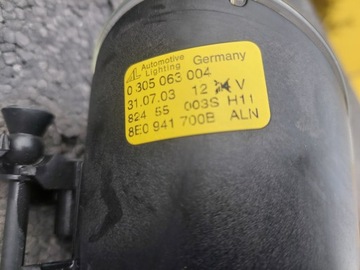 Automotive Lighting Germany
0 305 063 004
31.07.03 12 V
824 55 003S H11
8E0 941 700B ALN